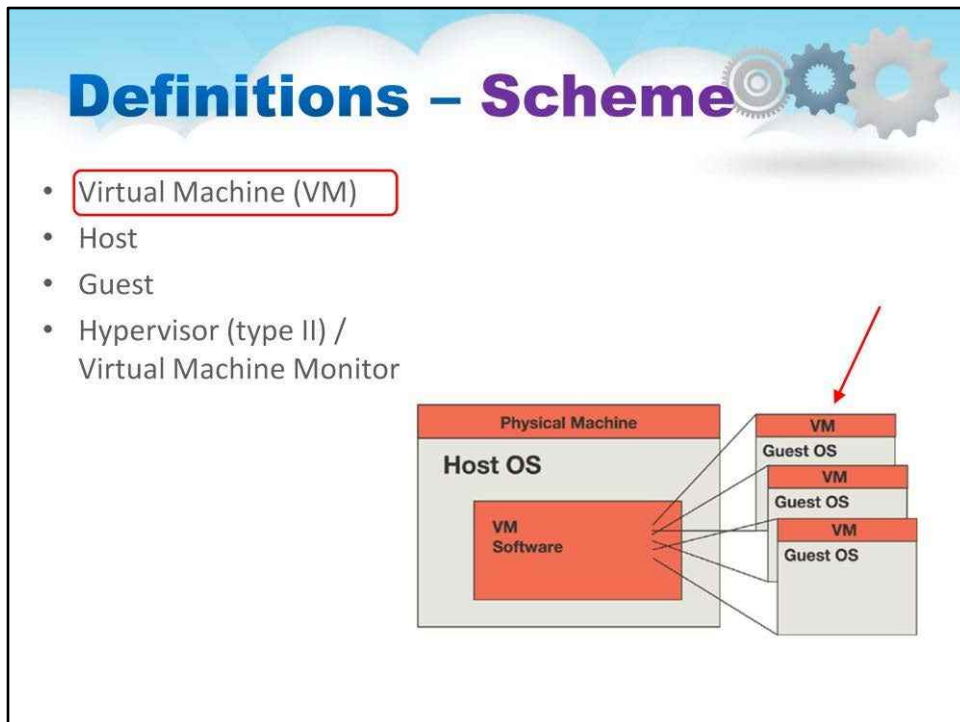 Definitions – Scheme
• Virtual Machine (VM)
• Host
• Guest
• Hypervisor (type II) /
Virtual Machine Monitor
Physical Machine
Host OS
VM
Software
VM
Guest OS
VM
Guest OS
VM
Guest OS